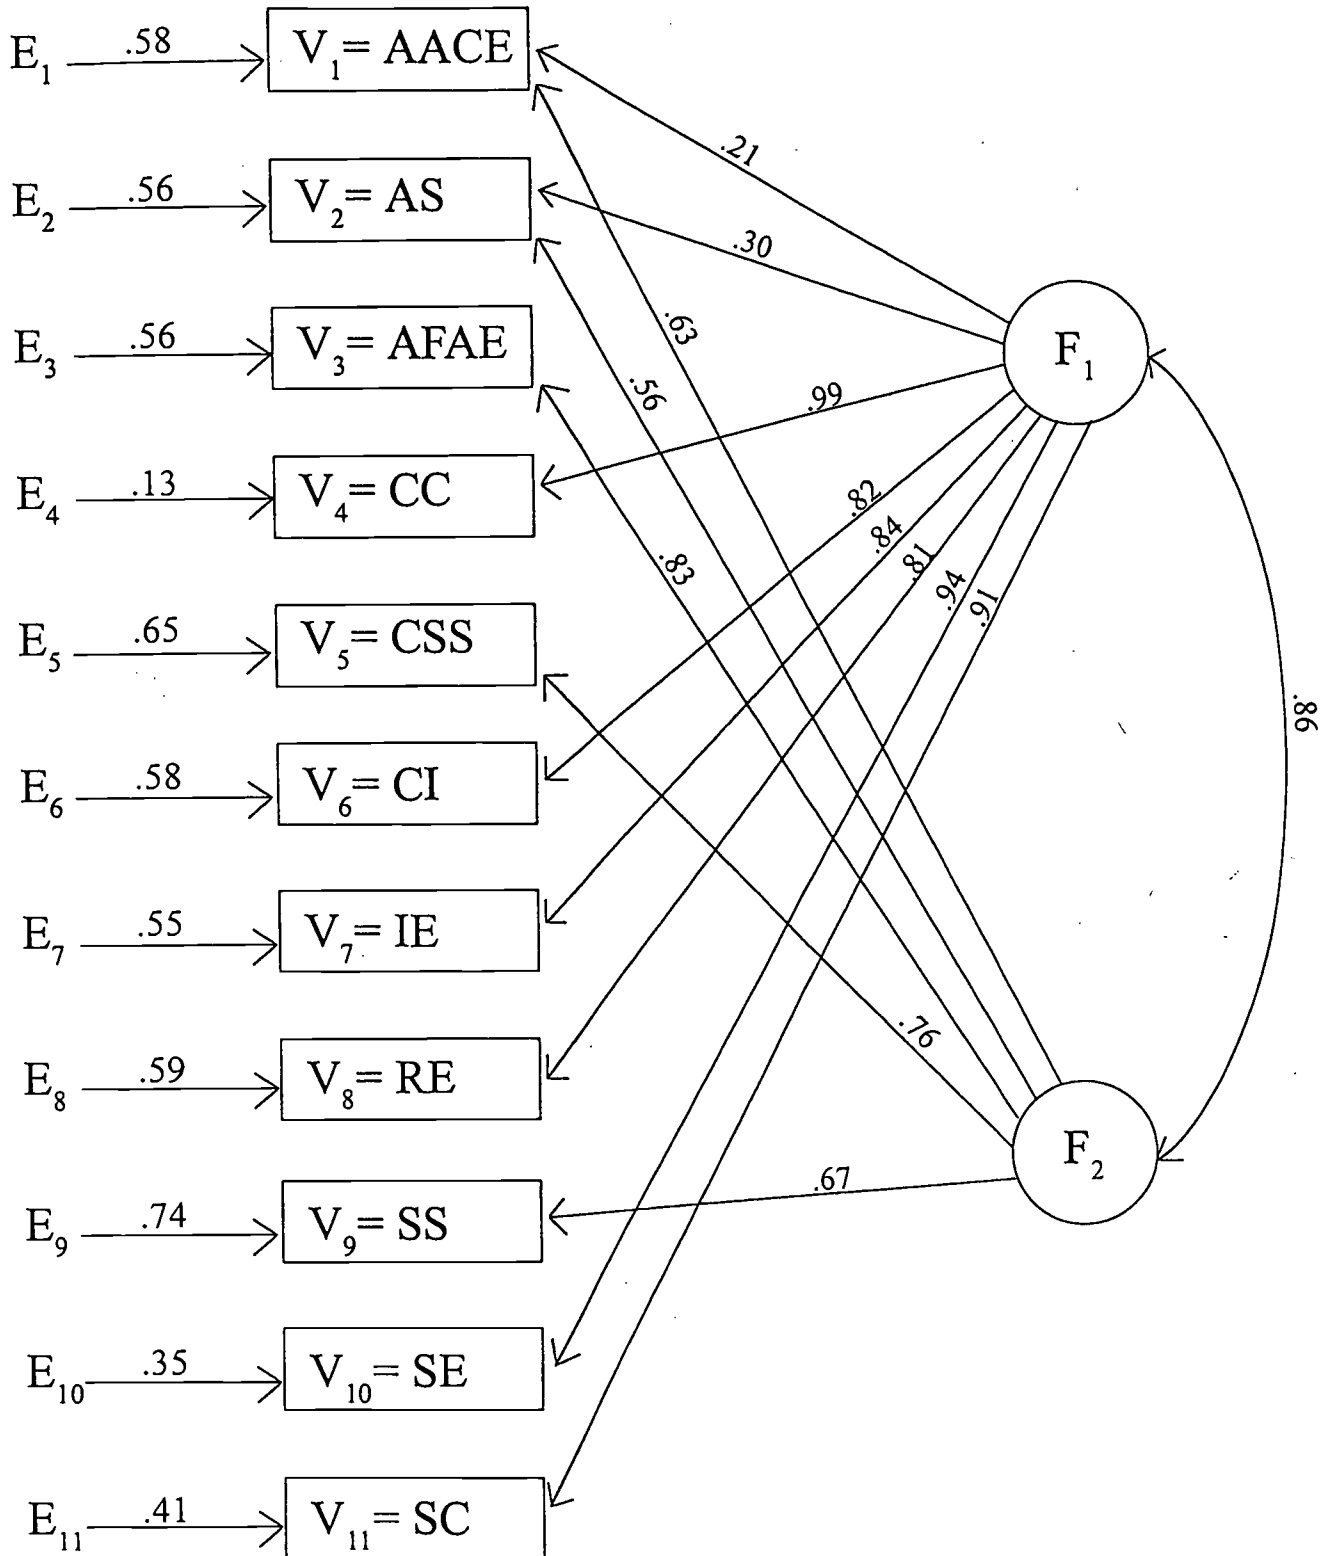 E1 .58 V1= AACE
.21
E2 .56 V2= AS
.30
.63
E3 .56 V3= AFAE
F1
.56
.99
E4 .13 V4= CC
.82
.84
.83
.81
.94
.91
E5 .65 V5= CSS
.86
E6 .58 V6= CI
E7 .55 V7= IE
.76
E8 .59 V8= RE
F2
.67
E9 .74 V9= SS
E10 .35 V10= SE
E11 .41 V11= SC